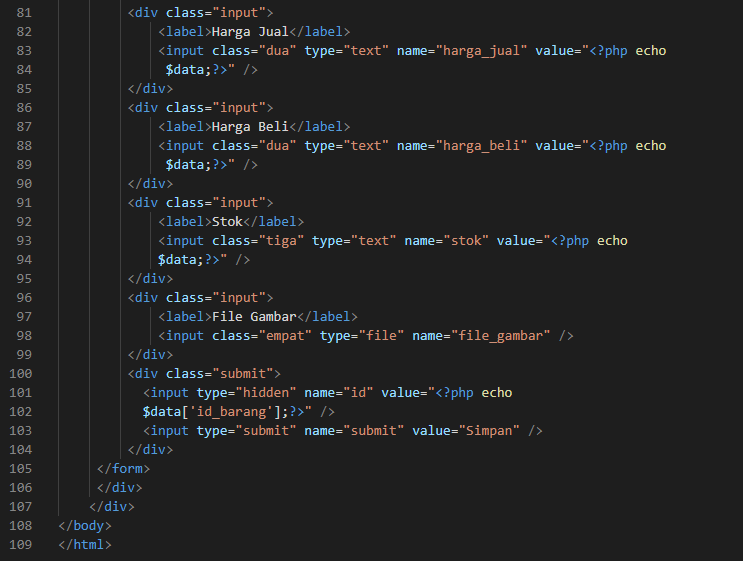 81 <div class="input">
82 <label>Harga Jual</label>
83 <input class="dua" type="text" name="harga_jual" value="<?php echo
84 $data;?>" />
85 </div>
86 <div class="input">
87 <label>Harga Beli</label>
88 <input class="dua" type="text" name="harga_beli" value="<?php echo
89 $data;?>" />
90 </div>
91 <div class="input">
92 <label>Stok</label>
93 <input class="tiga" type="text" name="stok" value="<?php echo
94 $data;?>" />
95 </div>
96 <div class="input">
97 <label>File Gambar</label>
98 <input class="empat" type="file" name="file_gambar" />
99 </div>
100 <div class="submit">
101 <input type="hidden" name="id" value="<?php echo
102 $data['id_barang'];?>" />
103 <input type="submit" name="submit" value="Simpan" />
104 </div>
105 </form>
106 </div>
107 </div>
108 </body>
109 </html>